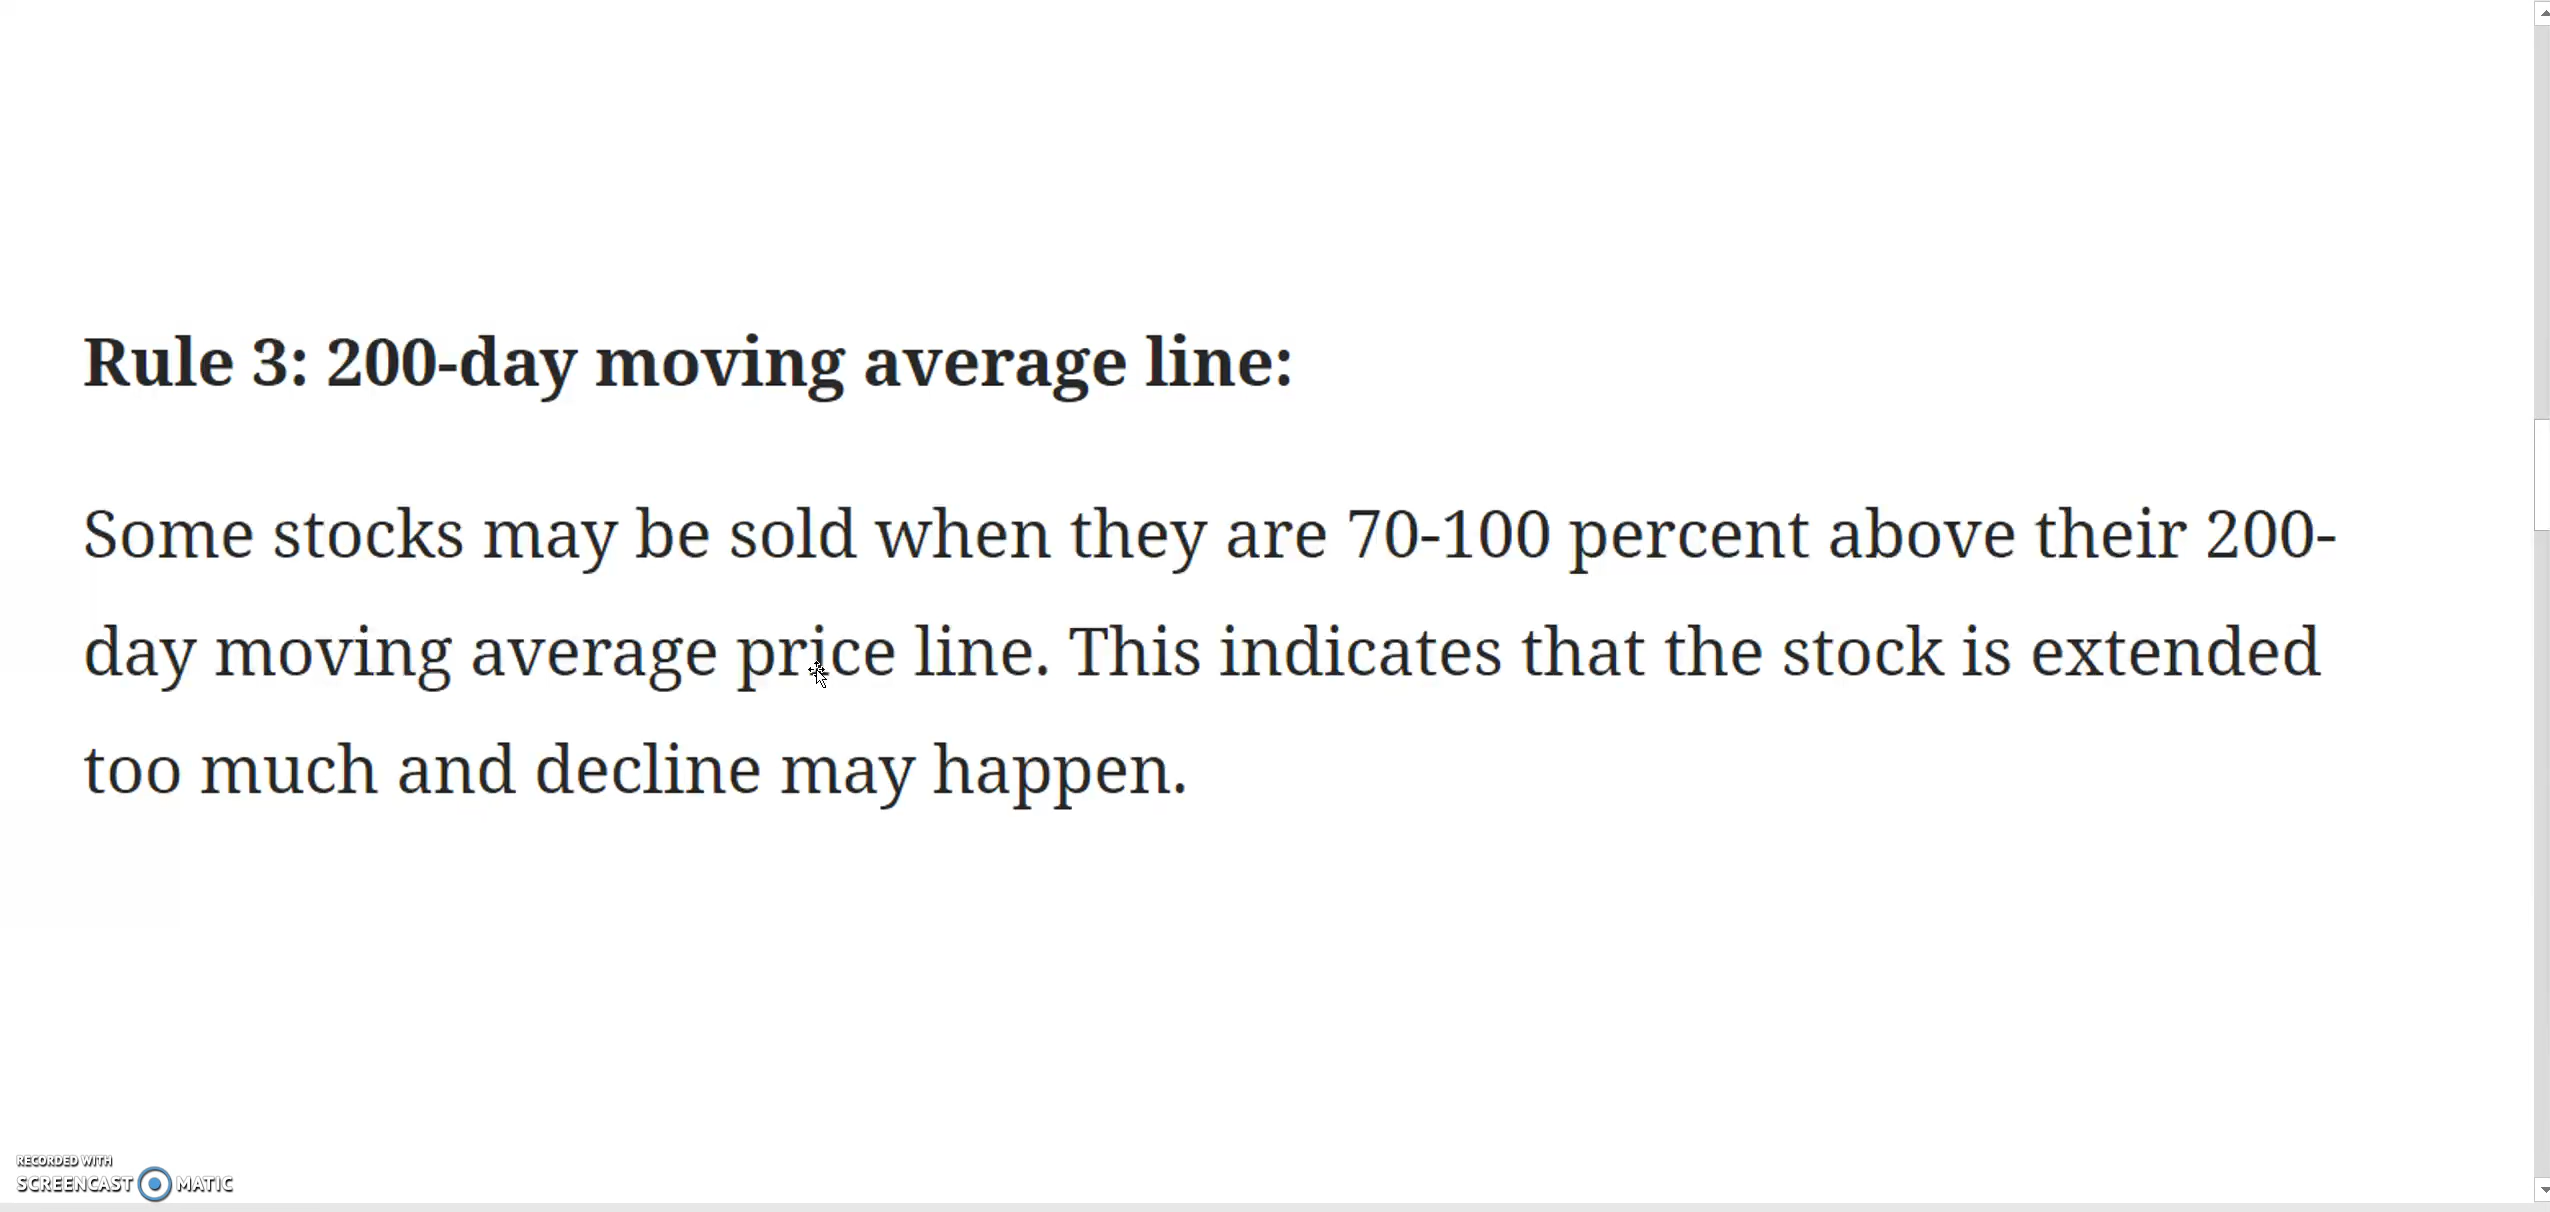 Rule 3: 200-day moving average line:
Some stocks may be sold when they are 70-100 percent above their 200-
day moving average price line. This indicates that the stock is extended
too much and decline may happen.
RECORDED WITH
SCREENCAST MATIC